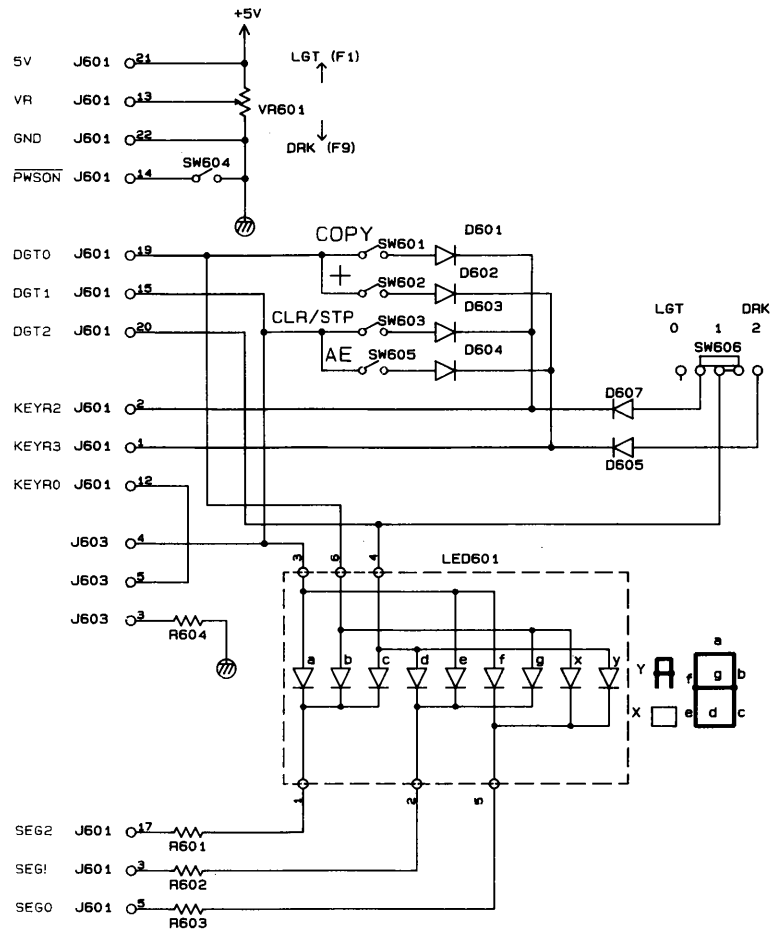 +5V
5V J601 21
LGT (F1)
VR J601 13
VR601
GND J601 22
DRK (F9)
PWSON J601 14
SW604
DGT0 J601 19
COPY SW601 D601
D602
+ SW602
DGT1 J601 15
D603
CLR/STP SW603
DGT2 J601 20
D604
AE SW605
LGT DRK
0 1 2
SW606
KEYR2 J601 2
D607
KEYR3 J601 1
D605
KEYR0 J601 12
J603 4
3 6 4 LED601
J603 5
J603 3
R604
a b c d e f g x y
Y
X
a
f g b
e d c
1 2 5
SEG2 J601 17
R601
SEG! J601 3
R602
SEG0 J601 5
R603